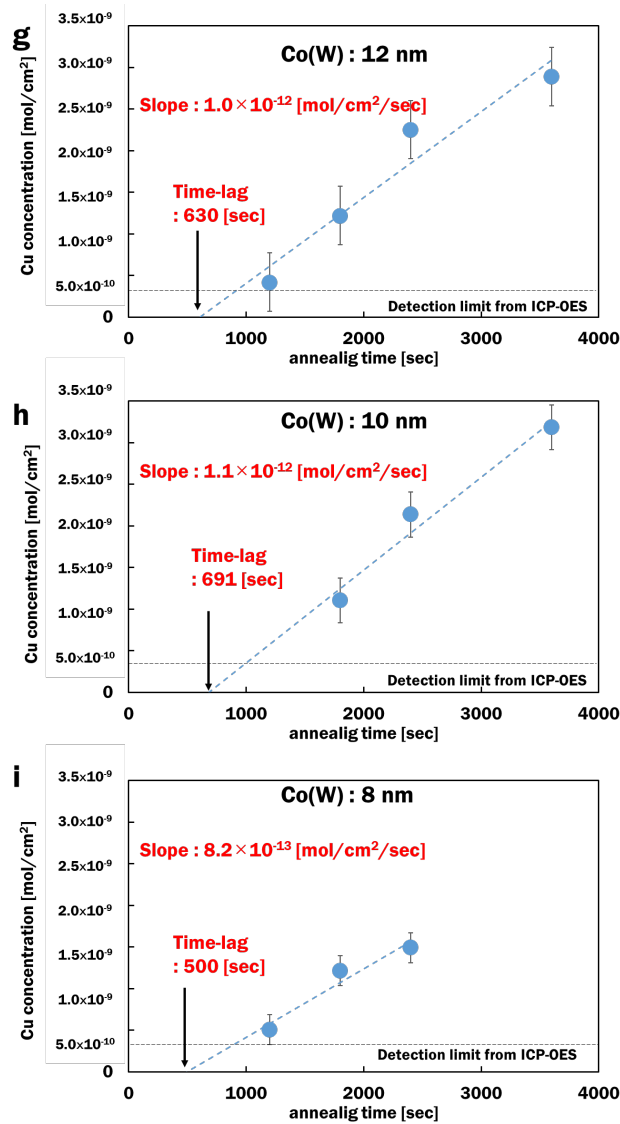 g
Co(W) : 12 nm
Cu concentration [mol/cm²]
3.5×10⁻⁹
3.0×10⁻⁹
2.5×10⁻⁹
2.0×10⁻⁹
1.5×10⁻⁹
1.0×10⁻⁹
5.0×10⁻¹⁰
0
Slope : 1.0×10⁻¹² [mol/cm²/sec]
Time-lag
: 630 [sec]
Detection limit from ICP-OES
0 1000 2000 3000 4000
annealig time [sec]
h
Co(W) : 10 nm
Cu concentration [mol/cm²]
3.5×10⁻⁹
3.0×10⁻⁹
2.5×10⁻⁹
2.0×10⁻⁹
1.5×10⁻⁹
1.0×10⁻⁹
5.0×10⁻¹⁰
0
Slope : 1.1×10⁻¹² [mol/cm²/sec]
Time-lag
: 691 [sec]
Detection limit from ICP-OES
0 1000 2000 3000 4000
annealig time [sec]
i
Co(W) : 8 nm
Cu concentration [mol/cm²]
3.5×10⁻⁹
3.0×10⁻⁹
2.5×10⁻⁹
2.0×10⁻⁹
1.5×10⁻⁹
1.0×10⁻⁹
5.0×10⁻¹⁰
0
Slope : 8.2×10⁻¹³ [mol/cm²/sec]
Time-lag
: 500 [sec]
Detection limit from ICP-OES
0 1000 2000 3000 4000
annealig time [sec]